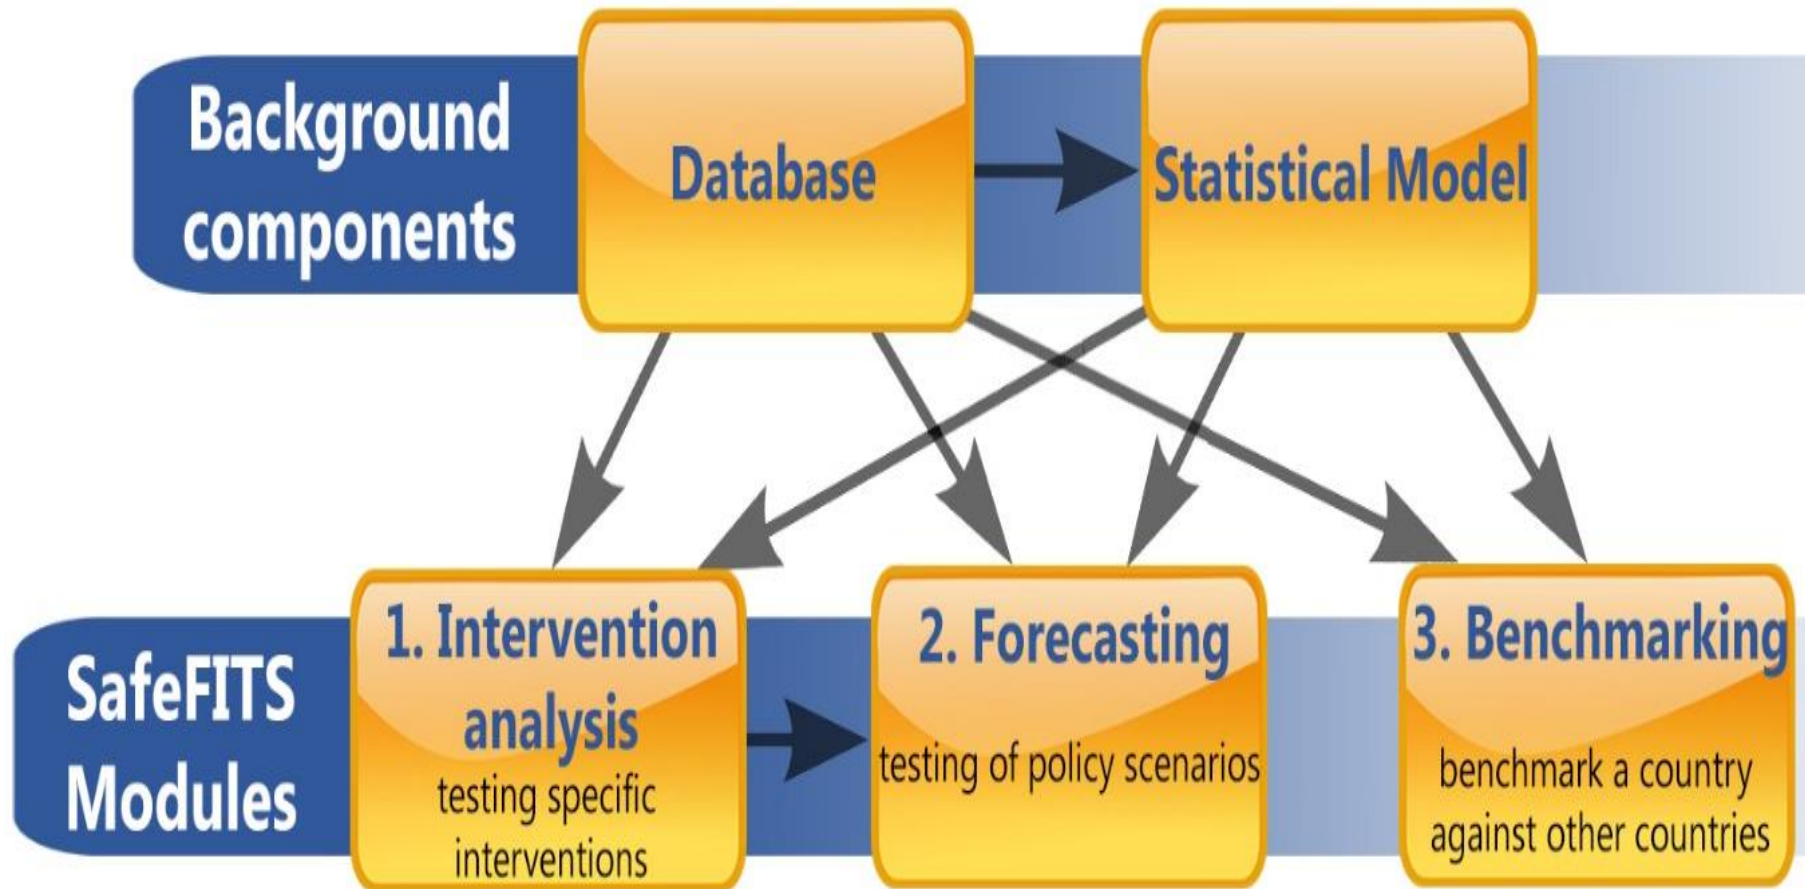 Background
components
Database
Statistical Model
SafeFITS
Modules
1. Intervention
analysis
testing specific
interventions
2. Forecasting
testing of policy scenarios
3. Benchmarking
benchmark a country
against other countries